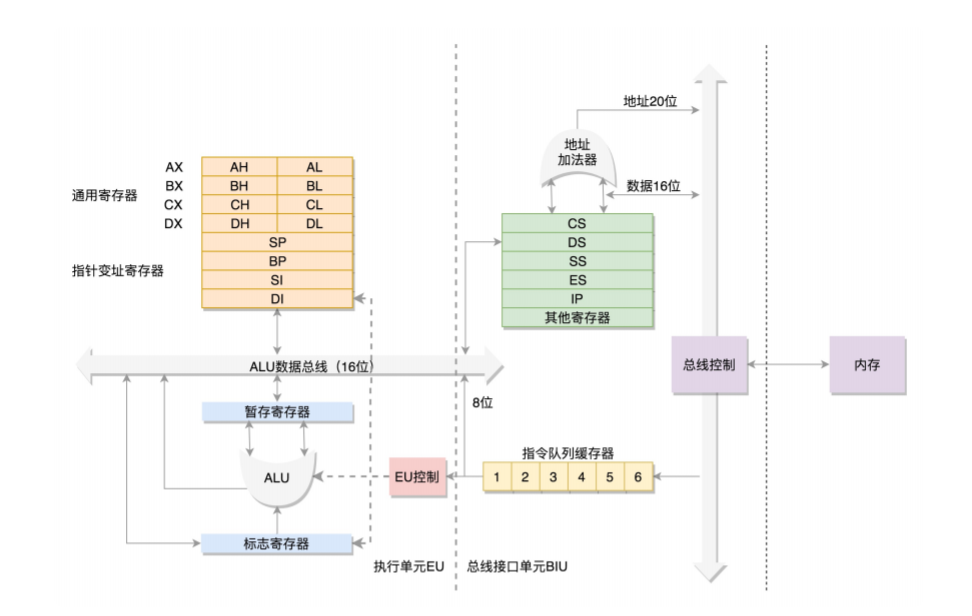 地址20位
地址
加法器
数据16位
通用寄存器
AX AH AL
BX BH BL
CX CH CL
DX DH DL
指针变址寄存器
SP
BP
SI
DI
CS
DS
SS
ES
IP
其他寄存器
ALU数据总线（16位）
总线控制
内存
暂存寄存器
8位
ALU
EU控制
指令队列缓存器
1 2 3 4 5 6
标志寄存器
执行单元EU
总线接口单元BIU